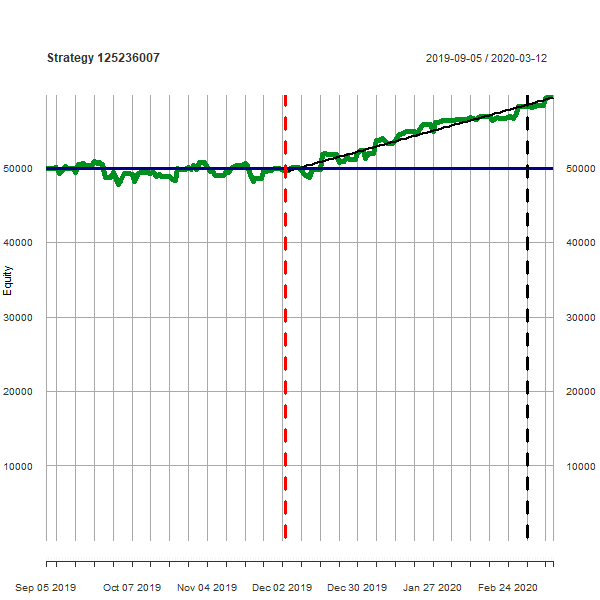 Strategy 125236007
2019-09-05 / 2020-03-12
Equity
50000
50000
40000
40000
30000
30000
20000
20000
10000
10000
Sep 05 2019
Oct 07 2019
Nov 04 2019
Dec 02 2019
Dec 30 2019
Jan 27 2020
Feb 24 2020